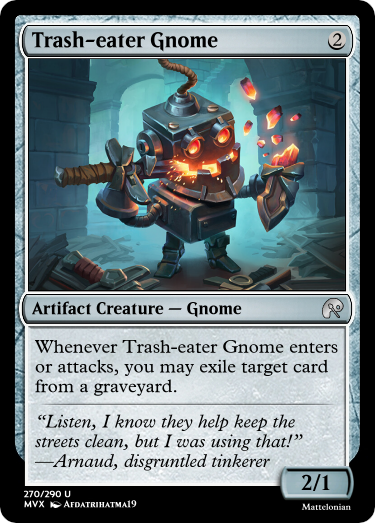 Trash-eater Gnome
2
Artifact Creature — Gnome
Whenever Trash-eater Gnome enters
or attacks, you may exile target card
from a graveyard.
“Listen, I know they help keep the
streets clean, but I was using that!”
—Arnaud, disgruntled tinkerer
2/1
270/290 U
MVX Afdatrihatma19
Mattelonian